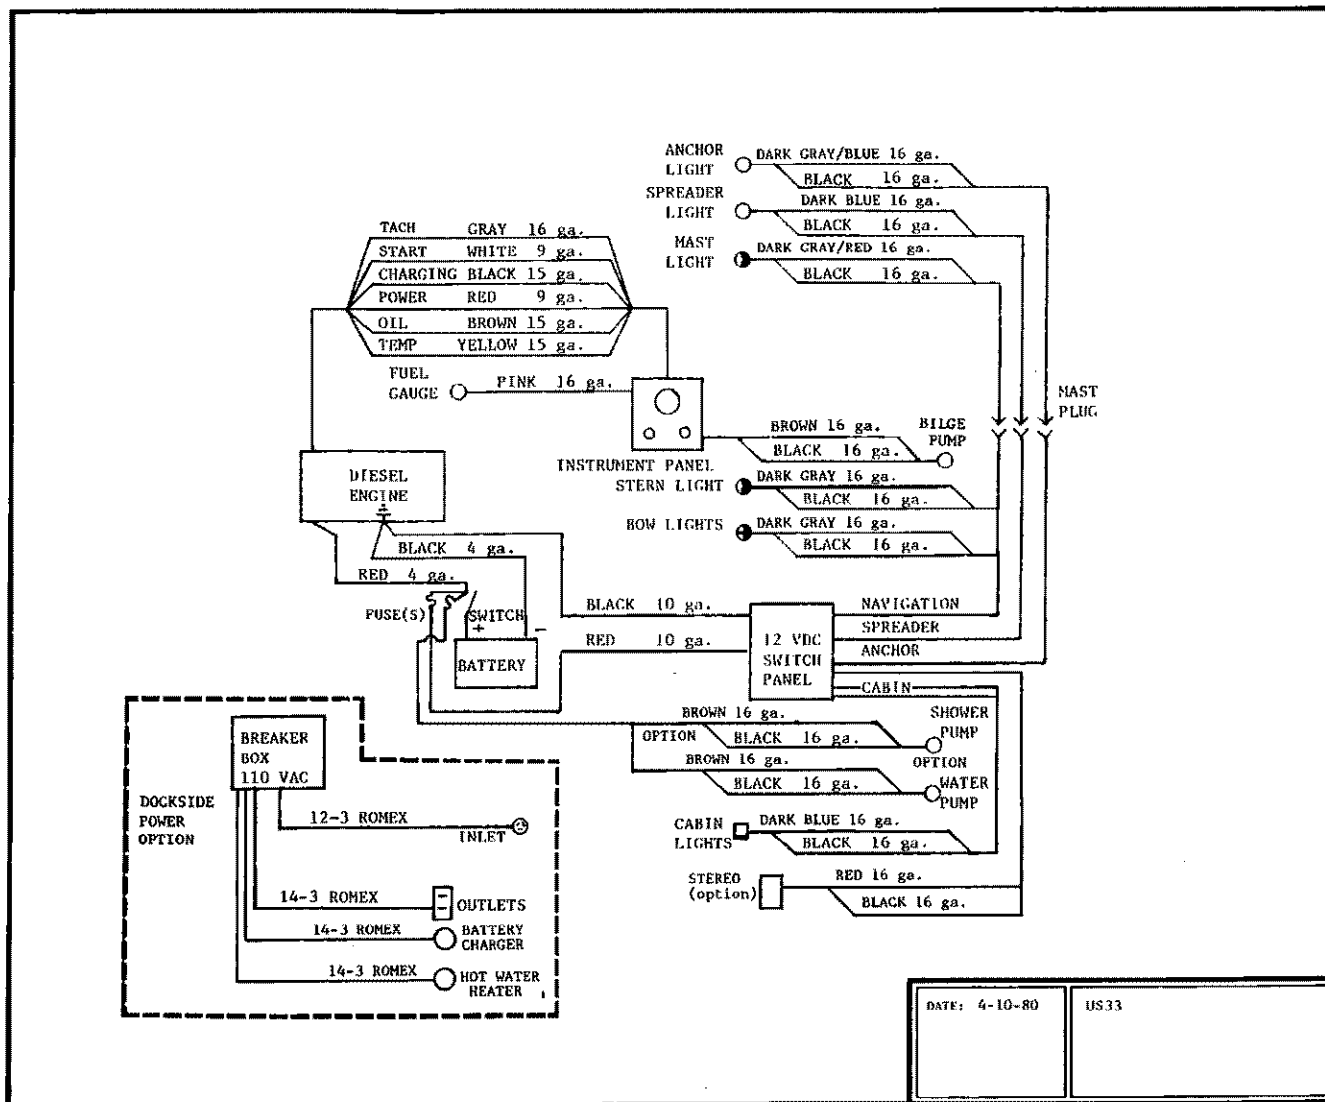 ANCHOR
LIGHT
DARK GRAY/BLUE 16 ga.
BLACK 16 ga.
SPREADER
LIGHT
DARK BLUE 16 ga.
BLACK 16 ga.
MAST
LIGHT
DARK GRAY/RED 16 ga.
BLACK 16 ga.
TACH GRAY 16 ga.
START WHITE 9 ga.
CHARGING BLACK 15 ga.
POWER RED 9 ga.
OIL BROWN 15 ga.
TEMP YELLOW 15 ga.
FUEL
GAUGE
PINK 16 ga.
MAST
PLUG
INSTRUMENT PANEL
BROWN 16 ga.
BLACK 16 ga.
BILGE
PUMP
DIESEL
ENGINE
STERN LIGHT
DARK GRAY 16 ga.
BLACK 16 ga.
BOW LIGHTS
DARK GRAY 16 ga.
BLACK 16 ga.
BLACK 4 ga.
RED 4 ga.
FUSE(S)
SWITCH
+ −
BATTERY
BLACK 10 ga.
RED 10 ga.
12 VDC
SWITCH
PANEL
NAVIGATION
SPREADER
ANCHOR
CABIN
BROWN 16 ga.
OPTION
BLACK 16 ga.
SHOWER
PUMP
OPTION
BROWN 16 ga.
BLACK 16 ga.
WATER
PUMP
CABIN
LIGHTS
DARK BLUE 16 ga.
BLACK 16 ga.
STEREO
(option)
RED 16 ga.
BLACK 16 ga.
BREAKER
BOX
110 VAC
DOCKSIDE
POWER
OPTION
12-3 ROMEX
INLET
14-3 ROMEX
OUTLETS
14-3 ROMEX
BATTERY
CHARGER
14-3 ROMEX
HOT WATER
HEATER
DATE: 4-10-80
US33